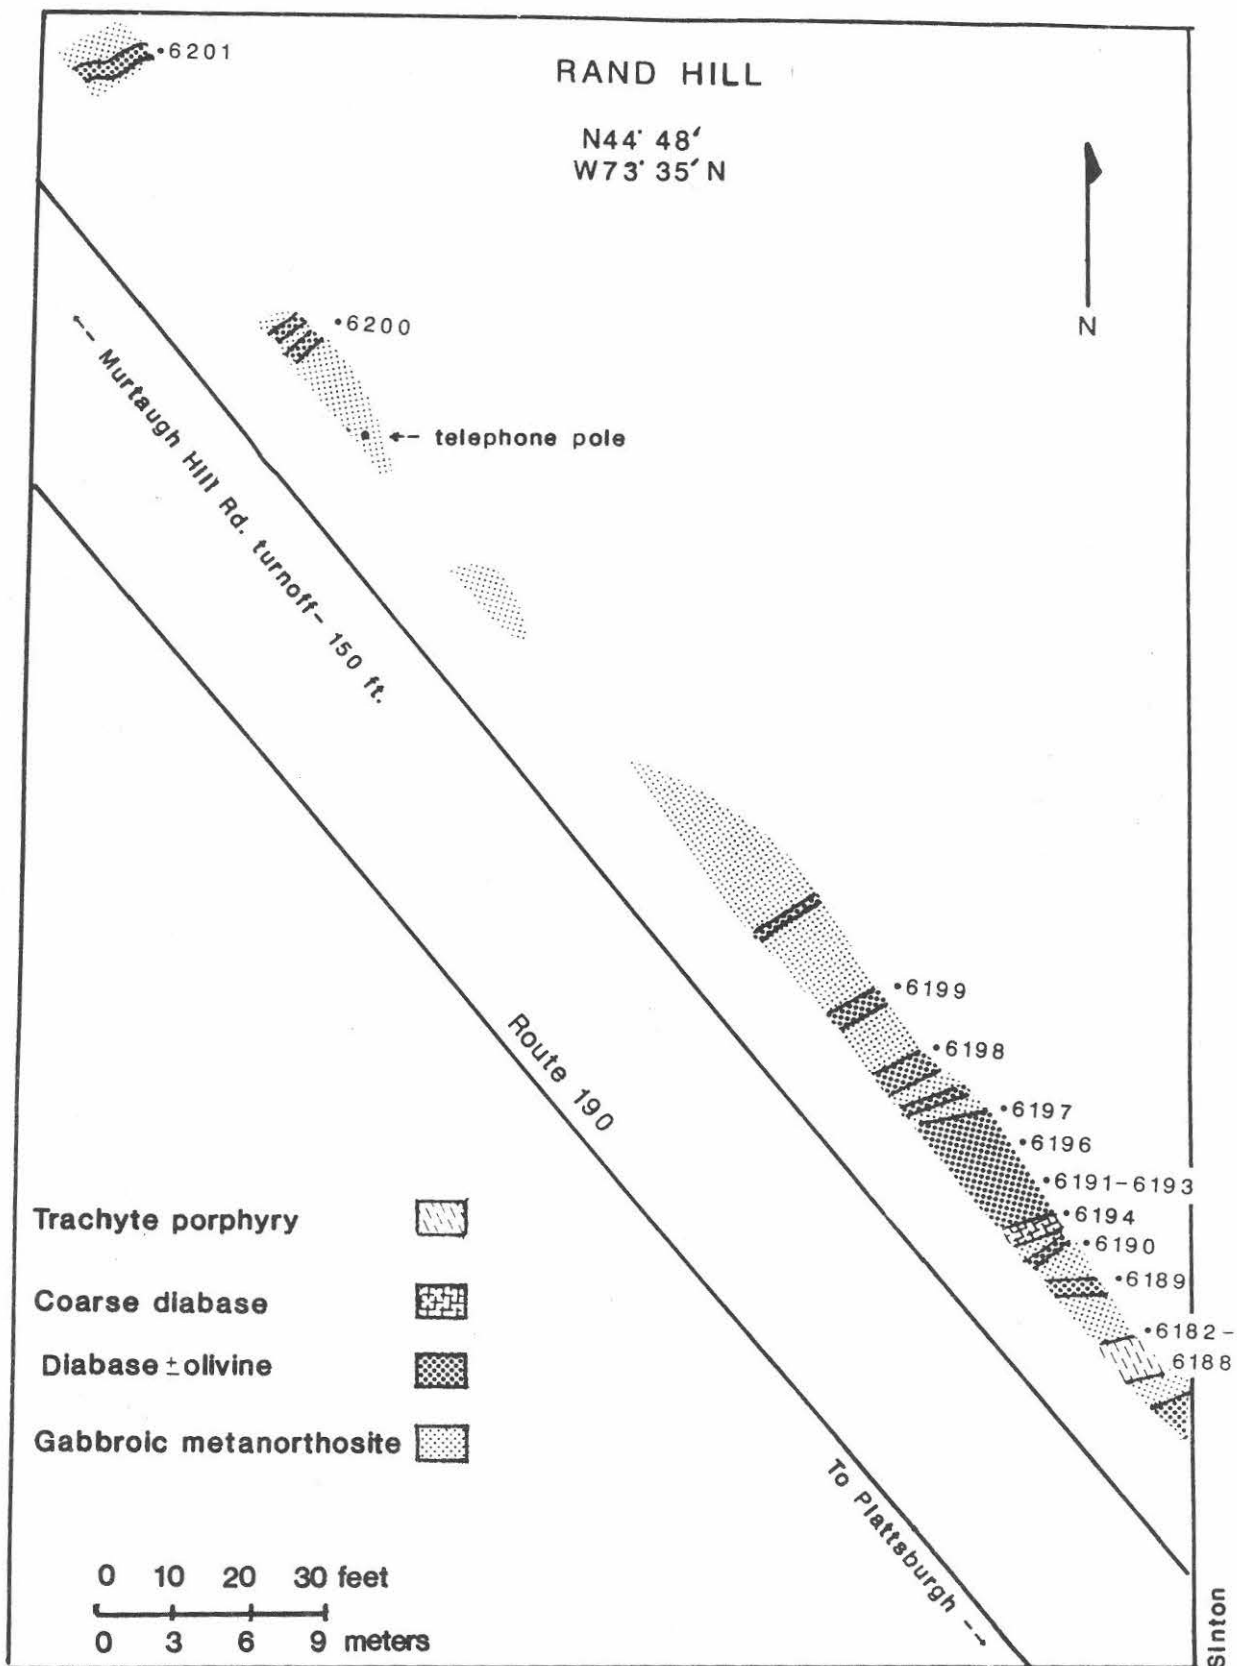 •6201
RAND HILL
N44° 48′
W73° 35′ N
N
•6200
←- telephone pole
←-- Murtaugh Hill Rd. turnoff- 150 ft.
•6199
•6198
•6197
•6196
•6191-6193
•6194
•6190
•6189
•6182-
6188
Route 190
To Plattsburgh --→
Trachyte porphyry
Coarse diabase
Diabase ± olivine
Gabbroic metanorthosite
0 10 20 30 feet
0 3 6 9 meters
Sinton